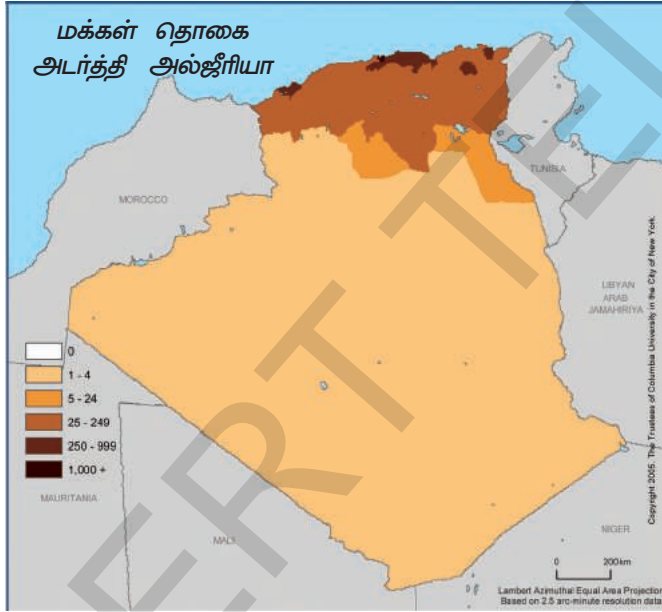 மக்கள் தொகை
அடர்த்தி அல்ஜீரியா
MOROCCO
TUNISIA
LIBYAN
ARAB
JAMAHIRIYA
0
1 - 4
5 - 24
25 - 249
250 - 999
1,000 +
MAURITANIA
MALI
NIGER
0 200km
Lambert Azimuthal Equal Area Projection
Based on 2.5 arc-minute resolution data
Copyright 2005. The Trustees of Columbia University in the City of New York.
ERT TEL